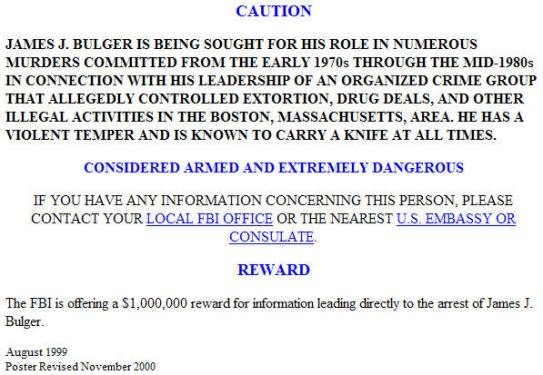 CAUTION
JAMES J. BULGER IS BEING SOUGHT FOR HIS ROLE IN NUMEROUS
MURDERS COMMITTED FROM THE EARLY 1970s THROUGH THE MID-1980s
IN CONNECTION WITH HIS LEADERSHIP OF AN ORGANIZED CRIME GROUP
THAT ALLEGEDLY CONTROLLED EXTORTION, DRUG DEALS, AND OTHER
ILLEGAL ACTIVITIES IN THE BOSTON, MASSACHUSETTS, AREA. HE HAS A
VIOLENT TEMPER AND IS KNOWN TO CARRY A KNIFE AT ALL TIMES.
CONSIDERED ARMED AND EXTREMELY DANGEROUS
IF YOU HAVE ANY INFORMATION CONCERNING THIS PERSON, PLEASE
CONTACT YOUR LOCAL FBI OFFICE OR THE NEAREST U.S. EMBASSY OR
CONSULATE.
REWARD
The FBI is offering a $1,000,000 reward for information leading directly to the arrest of James J.
Bulger.
August 1999
Poster Revised November 2000